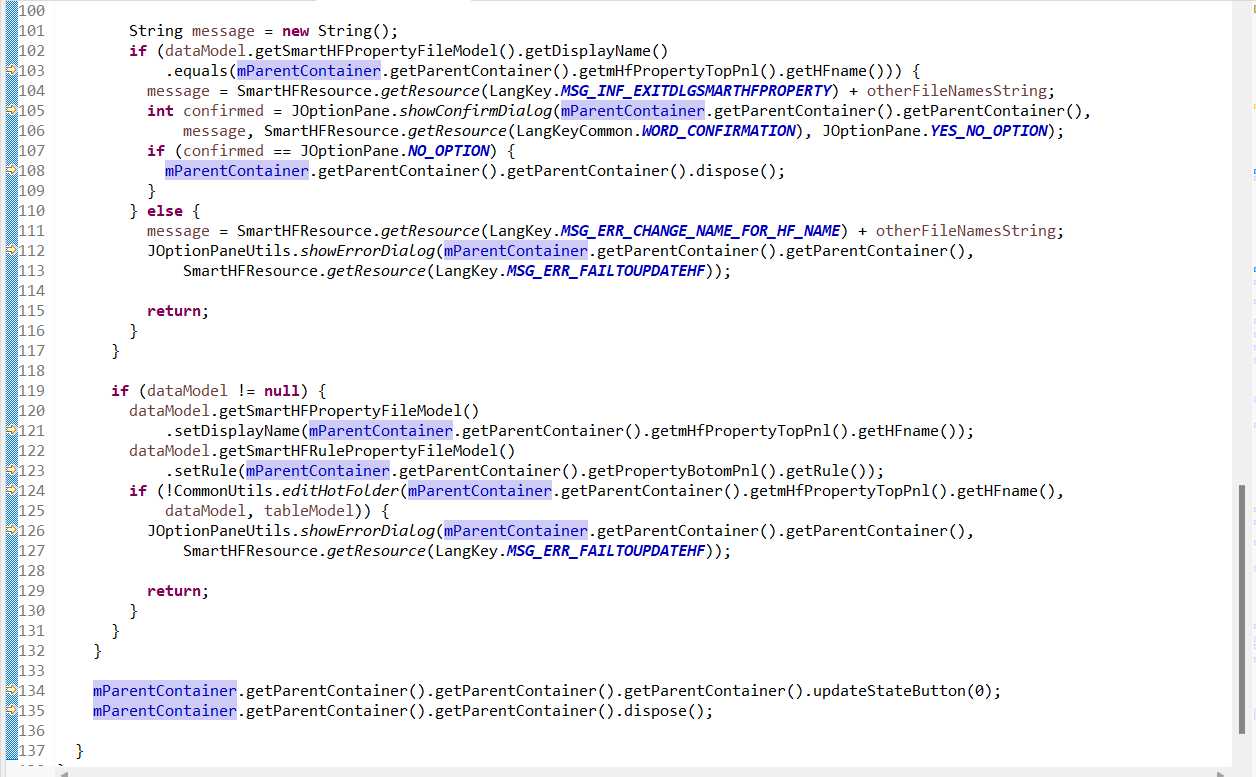 100
101 String message = new String();
102 if (dataModel.getSmartHFPropertyFileModel().getDisplayName()
103 .equals(mParentContainer.getParentContainer().getmHfPropertyTopPnl().getHFname())) {
104 message = SmartHFResource.getResource(LangKey.MSG_INF_EXITDLGSMARTHFPROPERTY) + otherFileNamesString;
105 int confirmed = JOptionPane.showConfirmDialog(mParentContainer.getParentContainer().getParentContainer(),
106 message, SmartHFResource.getResource(LangKeyCommon.WORD_CONFIRMATION), JOptionPane.YES_NO_OPTION);
107 if (confirmed == JOptionPane.NO_OPTION) {
108 mParentContainer.getParentContainer().getParentContainer().dispose();
109 }
110 } else {
111 message = SmartHFResource.getResource(LangKey.MSG_ERR_CHANGE_NAME_FOR_HF_NAME) + otherFileNamesString;
112 JOptionPaneUtils.showErrorDialog(mParentContainer.getParentContainer().getParentContainer(),
113 SmartHFResource.getResource(LangKey.MSG_ERR_FAILTOUPDATEHF));
114
115 return;
116 }
117 }
118
119 if (dataModel != null) {
120 dataModel.getSmartHFPropertyFileModel()
121 .setDisplayName(mParentContainer.getParentContainer().getmHfPropertyTopPnl().getHFname());
122 dataModel.getSmartHFRulePropertyFileModel()
123 .setRule(mParentContainer.getParentContainer().getPropertyBotomPnl().getRule());
124 if (!CommonUtils.editHotFolder(mParentContainer.getParentContainer().getmHfPropertyTopPnl().getHFname(),
125 dataModel, tableModel)) {
126 JOptionPaneUtils.showErrorDialog(mParentContainer.getParentContainer().getParentContainer(),
127 SmartHFResource.getResource(LangKey.MSG_ERR_FAILTOUPDATEHF));
128
129 return;
130 }
131 }
132 }
133
134 mParentContainer.getParentContainer().getParentContainer().getParentContainer().updateStateButton(0);
135 mParentContainer.getParentContainer().getParentContainer().dispose();
136
137 }